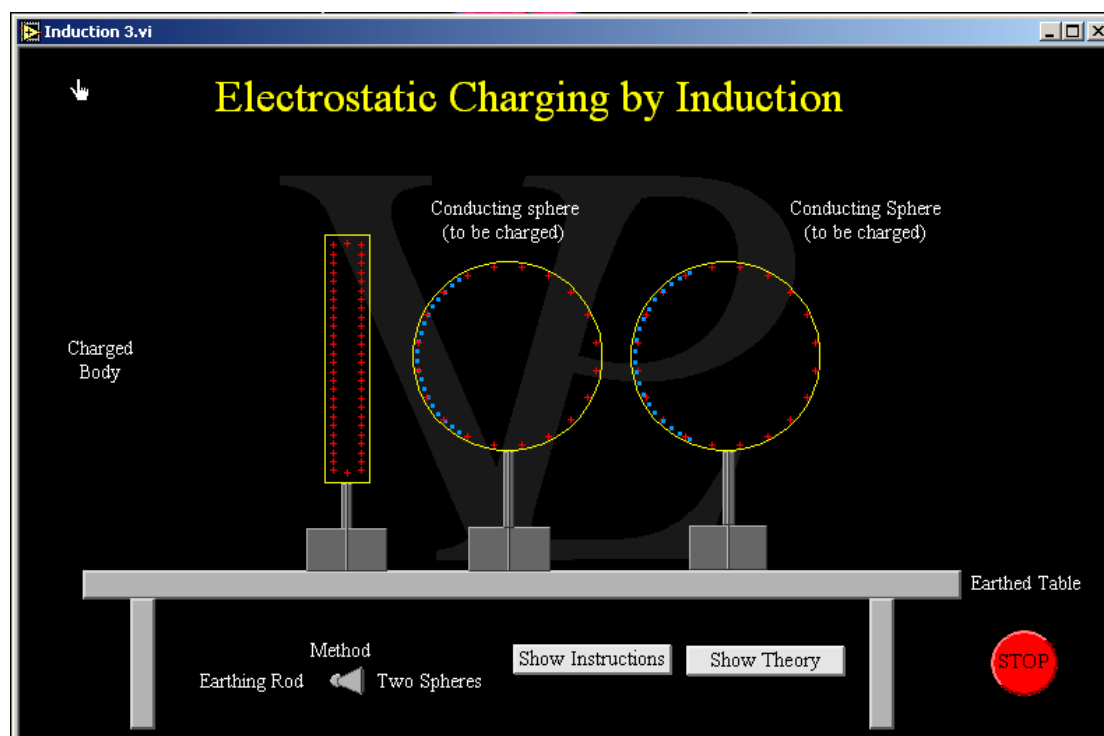 Induction 3.vi
Electrostatic Charging by Induction
Conducting sphere
(to be charged)
Conducting Sphere
(to be charged)
Charged
Body
Earthed Table
Method
Earthing Rod
Two Spheres
Show Instructions
Show Theory
STOP
VPL